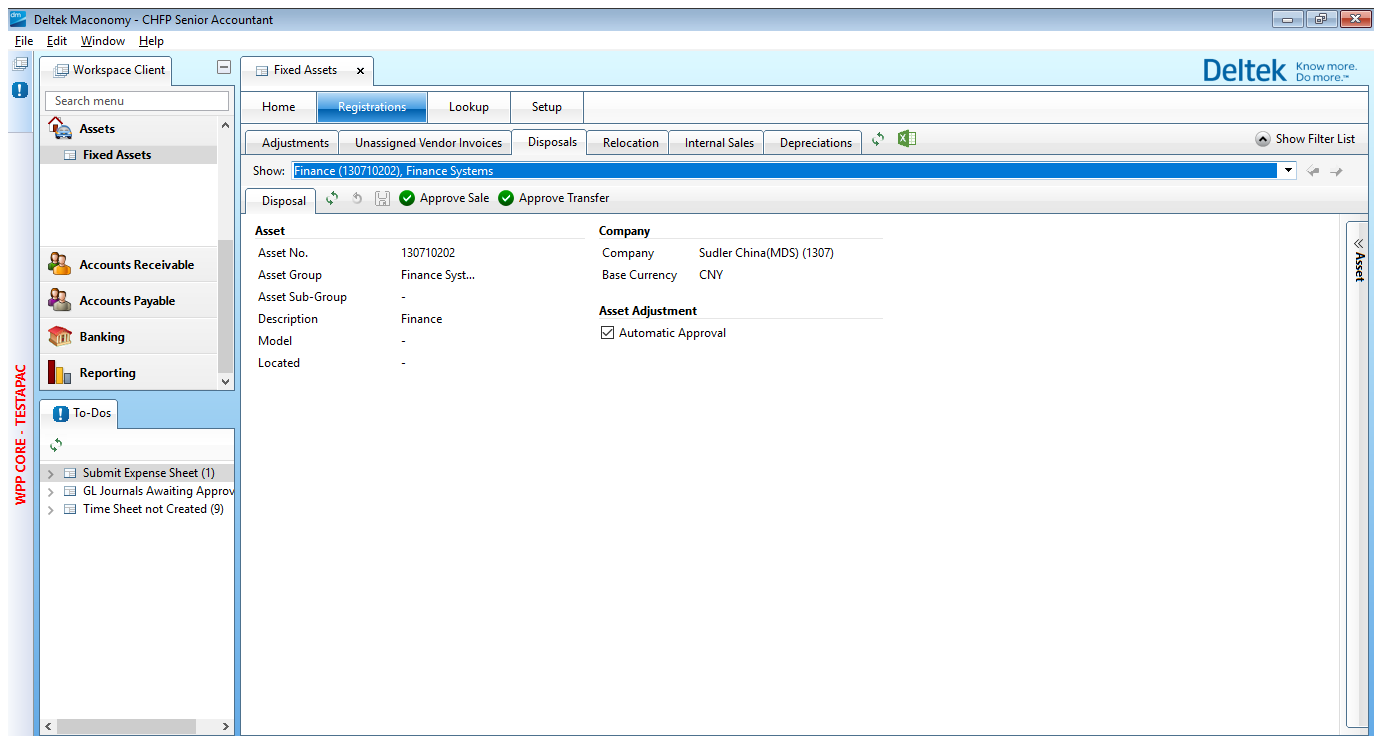 dm Deltek Maconomy - CHFP Senior Accountant
File Edit Window Help
Workspace Client
Search menu
Assets
Fixed Assets
Accounts Receivable
Accounts Payable
Banking
Reporting
To-Dos
Submit Expense Sheet (1)
GL Journals Awaiting Approv
Time Sheet not Created (9)
WPP CORE - TESTAPAC
Fixed Assets x
Deltek Know more.
Do more.™
Home Registrations Lookup Setup
Adjustments Unassigned Vendor Invoices Disposals Relocation Internal Sales Depreciations Show Filter List
Show: Finance (130710202), Finance Systems
Disposal Approve Sale Approve Transfer
Asset
Asset No. 130710202
Asset Group Finance Syst...
Asset Sub-Group -
Description Finance
Model -
Located -
Company
Company Sudler China(MDS) (1307)
Base Currency CNY
Asset Adjustment
Automatic Approval
Asset